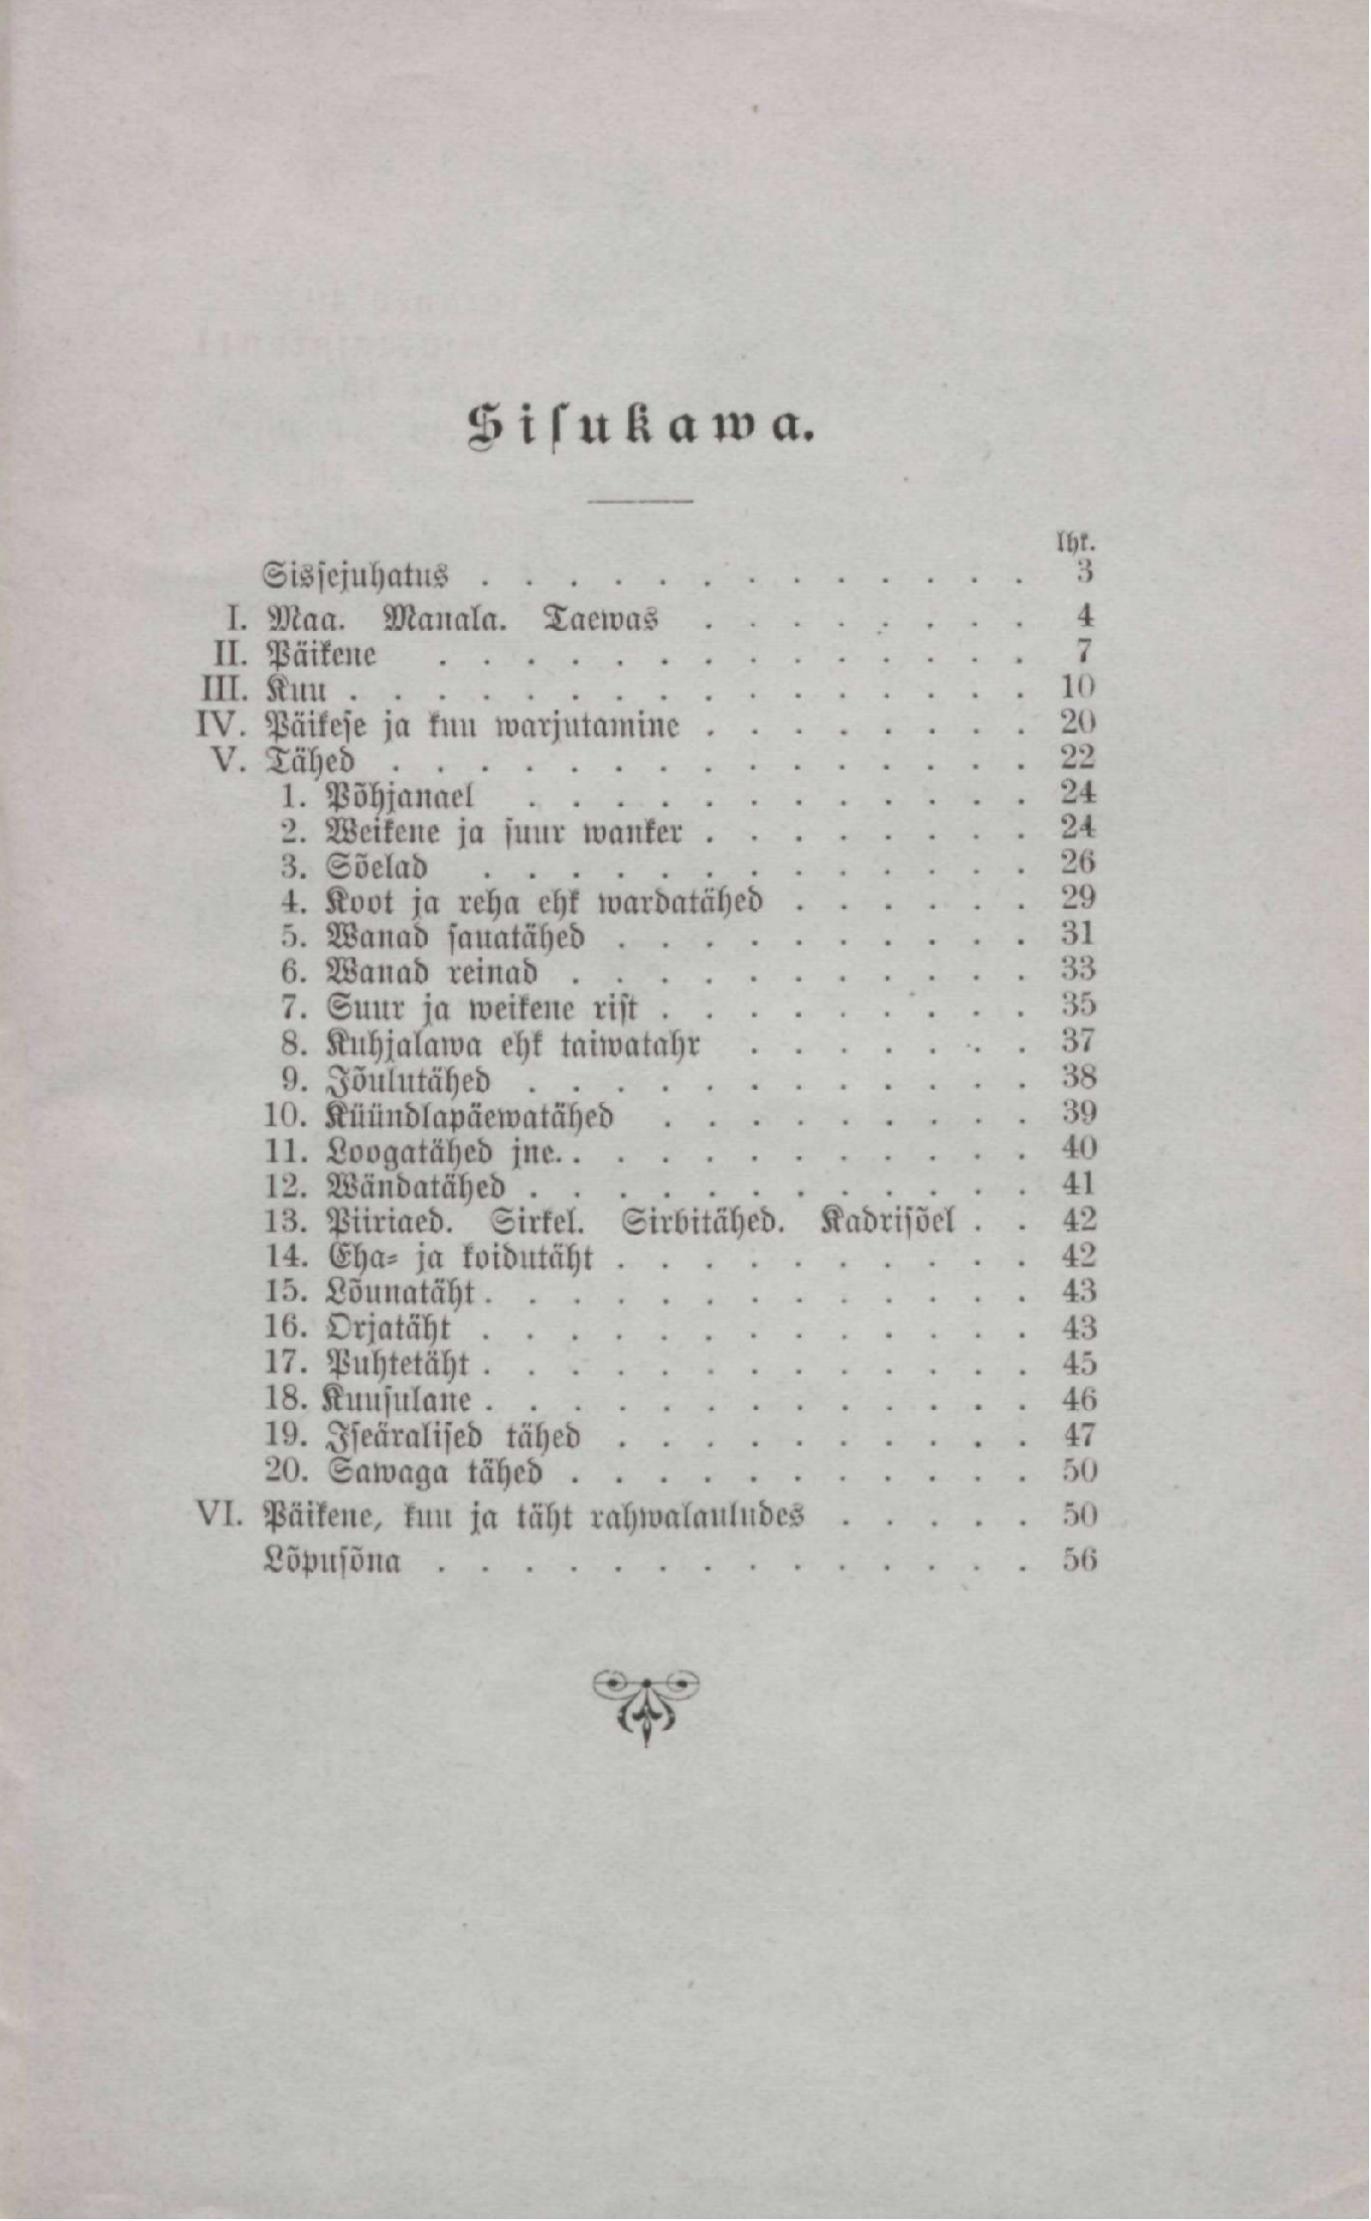 Sisukawa.
lhk.
Sissejuhatus . . . . . . . . . . . . . 3
I. Maa. Manala. Taewas . . . . . . . . 4
II. Päikene . . . . . . . . . . . . . . 7
III. Kuu . . . . . . . . . . . . . . . . 10
IV. Päikese ja kuu warjutamine . . . . . . . . 20
V. Tähed . . . . . . . . . . . . . . . 22
1. Põhjanael . . . . . . . . . . . . 24
2. Weikene ja suur wanker . . . . . . . . 24
3. Sõelad . . . . . . . . . . . . . 26
4. Koot ja reha ehk wardatähed . . . . . . 29
5. Wanad sauatähed . . . . . . . . . . 31
6. Wanad reinad . . . . . . . . . . . 33
7. Suur ja weikene rist . . . . . . . . . 35
8. Kuhjalawa ehk taiwatahr . . . . . . . 37
9. Jõulutähed . . . . . . . . . . . . 38
10. Küündlapäewatähed . . . . . . . . . 39
11. Loogatähed jne. . . . . . . . . . . . 40
12. Wändatähed . . . . . . . . . . . . 41
13. Piiriaed. Sirkel. Sirbitähed. Kadrisõel . . 42
14. Eha- ja koidutäht . . . . . . . . . . 42
15. Lõunatäht . . . . . . . . . . . . . 43
16. Orjatäht . . . . . . . . . . . . . 43
17. Puhtetäht . . . . . . . . . . . . . 45
18. Kuusulane . . . . . . . . . . . . . 46
19. Iseäralised tähed . . . . . . . . . . 47
20. Sawaga tähed . . . . . . . . . . . 50
VI. Päikene, kuu ja täht rahwalauludes . . . . . 50
Lõpusõna . . . . . . . . . . . . . . 56